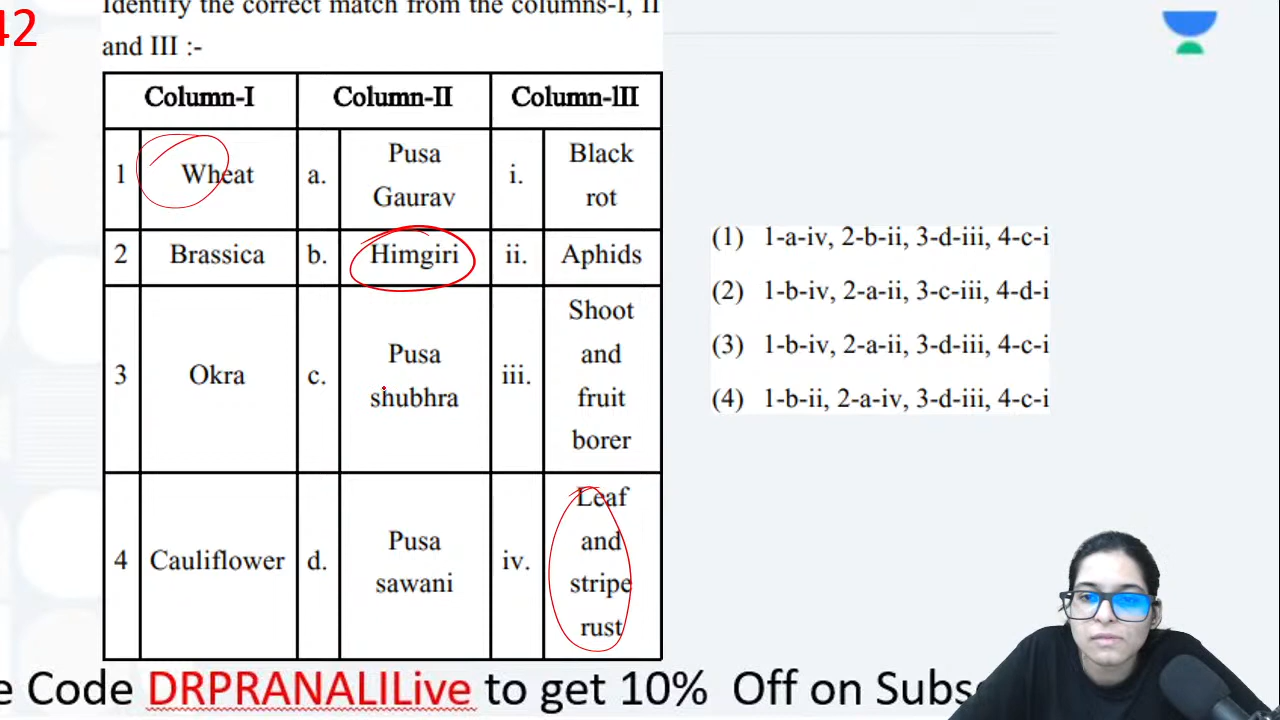 42
Identify the correct match from the columns-I, II
and III :-
Column-I Column-II Column-lII
1 Wheat a. Pusa Gaurav i. Black rot
2 Brassica b. Himgiri ii. Aphids
3 Okra c. Pusa shubhra iii. Shoot and fruit borer
4 Cauliflower d. Pusa sawani iv. Leaf and stripe rust
(1) 1-a-iv, 2-b-ii, 3-d-iii, 4-c-i
(2) 1-b-iv, 2-a-ii, 3-c-iii, 4-d-i
(3) 1-b-iv, 2-a-ii, 3-d-iii, 4-c-i
(4) 1-b-ii, 2-a-iv, 3-d-iii, 4-c-i
e Code DRPRANALILive to get 10% Off on Subs